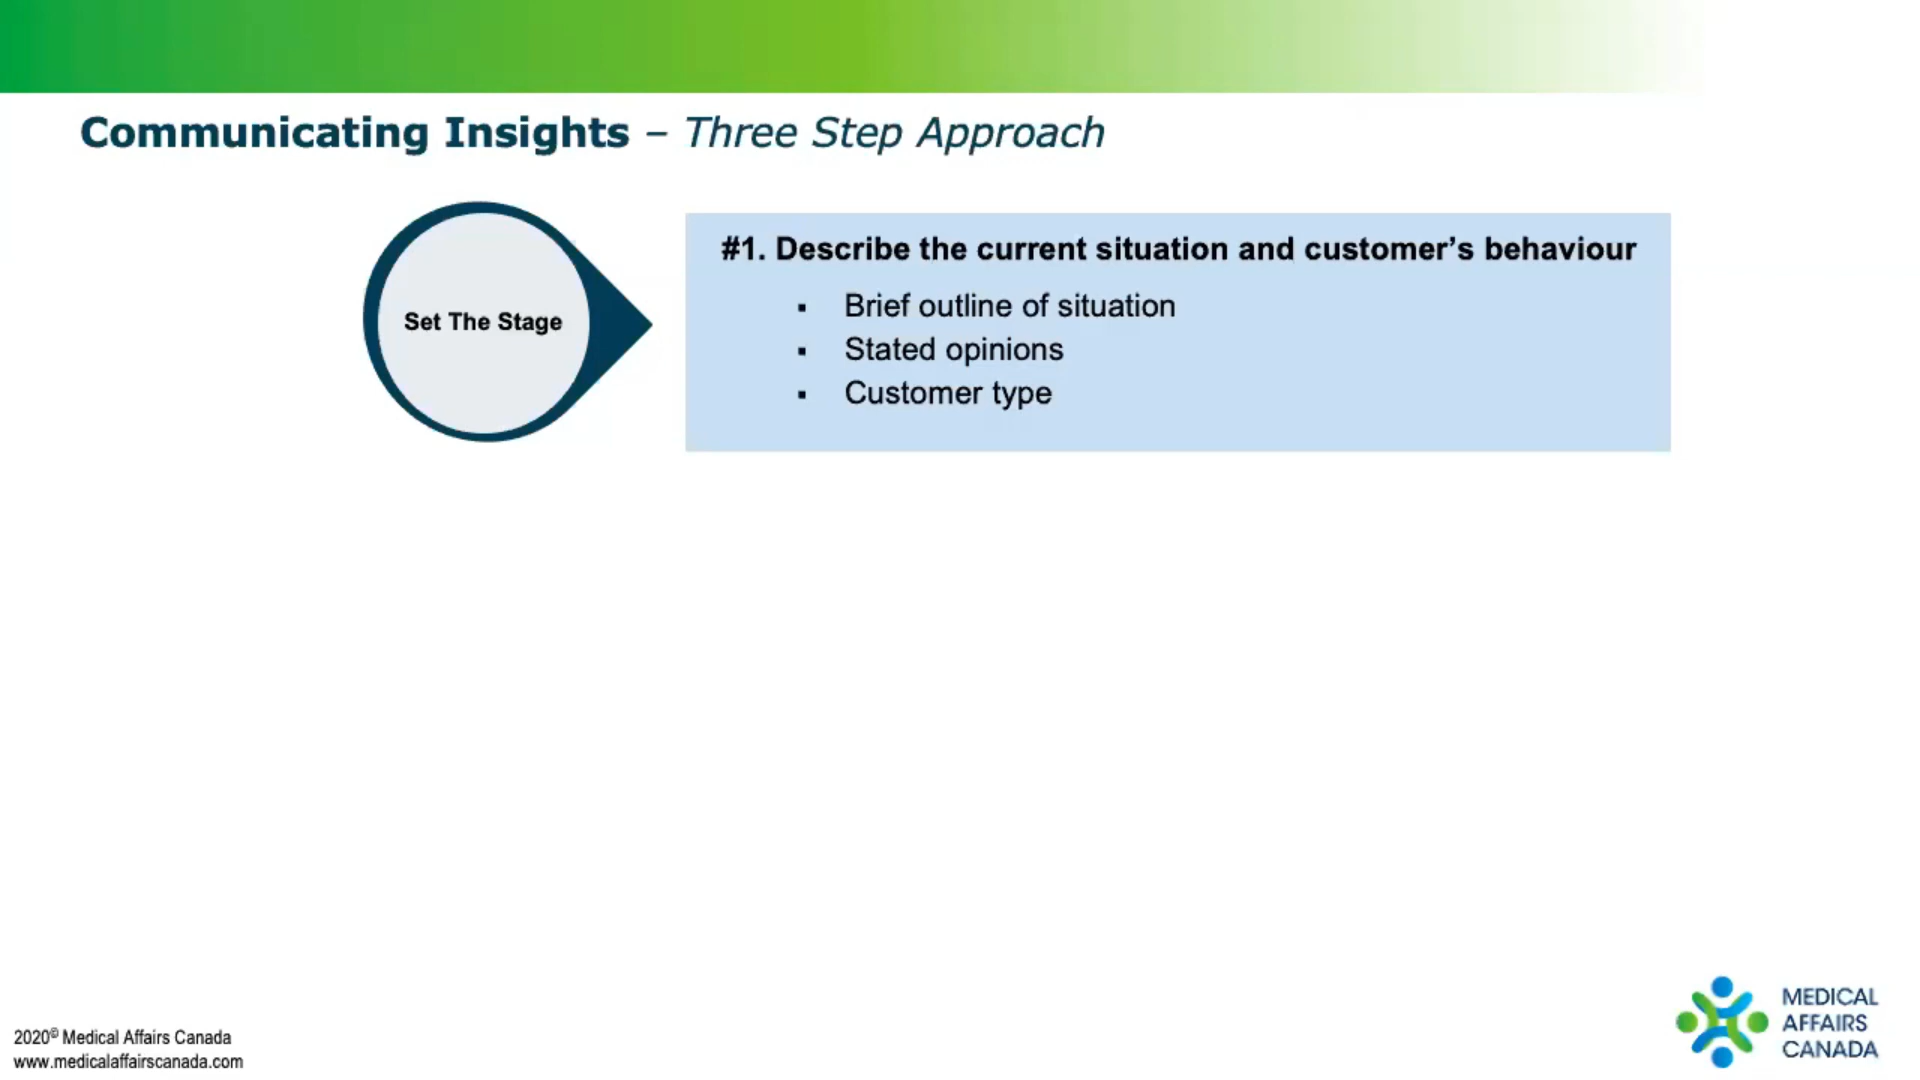 Communicating Insights – Three Step Approach
Set The Stage
#1. Describe the current situation and customer’s behaviour
▪ Brief outline of situation
▪ Stated opinions
▪ Customer type
2020© Medical Affairs Canada
www.medicalaffairscanada.com
MEDICAL
AFFAIRS
CANADA